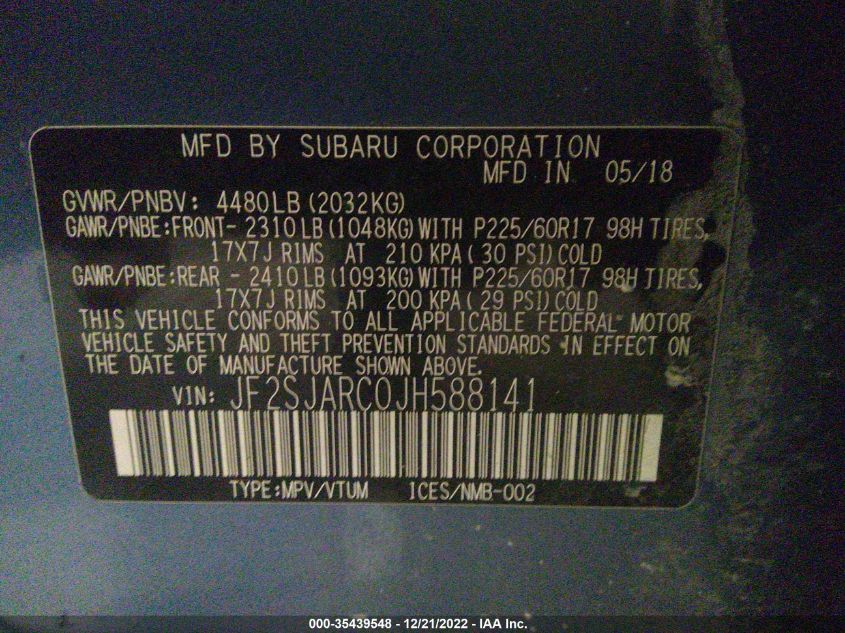 MFD BY SUBARU CORPORATION
MFD IN 05/18
GVWR/PNBV: 4480LB (2032KG)
GAWR/PNBE:FRONT- 2310LB (1048KG) WITH P225/60R17 98H TIRES,
17X7J RIMS AT 210 KPA (30 PSI) COLD
GAWR/PNBE:REAR - 2410LB (1093KG) WITH P225/60R17 98H TIRES,
17X7J RIMS AT 200 KPA (29 PSI) COLD
THIS VEHICLE CONFORMS TO ALL APPLICABLE FEDERAL MOTOR
VEHICLE SAFETY AND THEFT PREVENTION STANDARDS IN EFFECT ON
THE DATE OF MANUFACTURE SHOWN ABOVE.
VIN: JF2SJARC0JH588141
TYPE:MPV/VTUM ICES/NMB-002
000-35439548 - 12/21/2022 - IAA Inc.